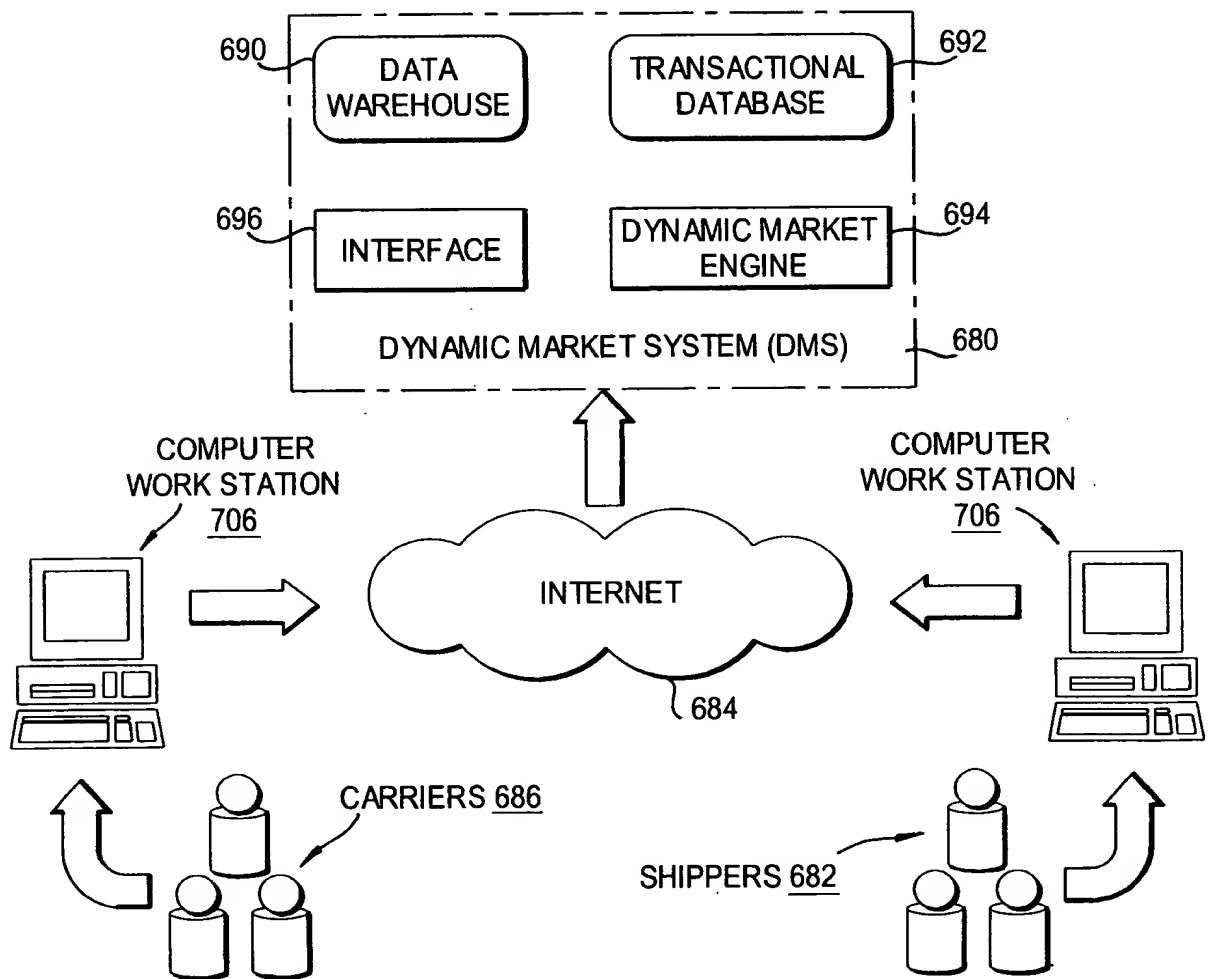 690
DATA
WAREHOUSE
TRANSACTIONAL
DATABASE
692
696
INTERFACE
DYNAMIC MARKET
ENGINE
694
DYNAMIC MARKET SYSTEM (DMS)
680
COMPUTER
WORK STATION
706
COMPUTER
WORK STATION
706
INTERNET
684
CARRIERS 686
SHIPPERS 682